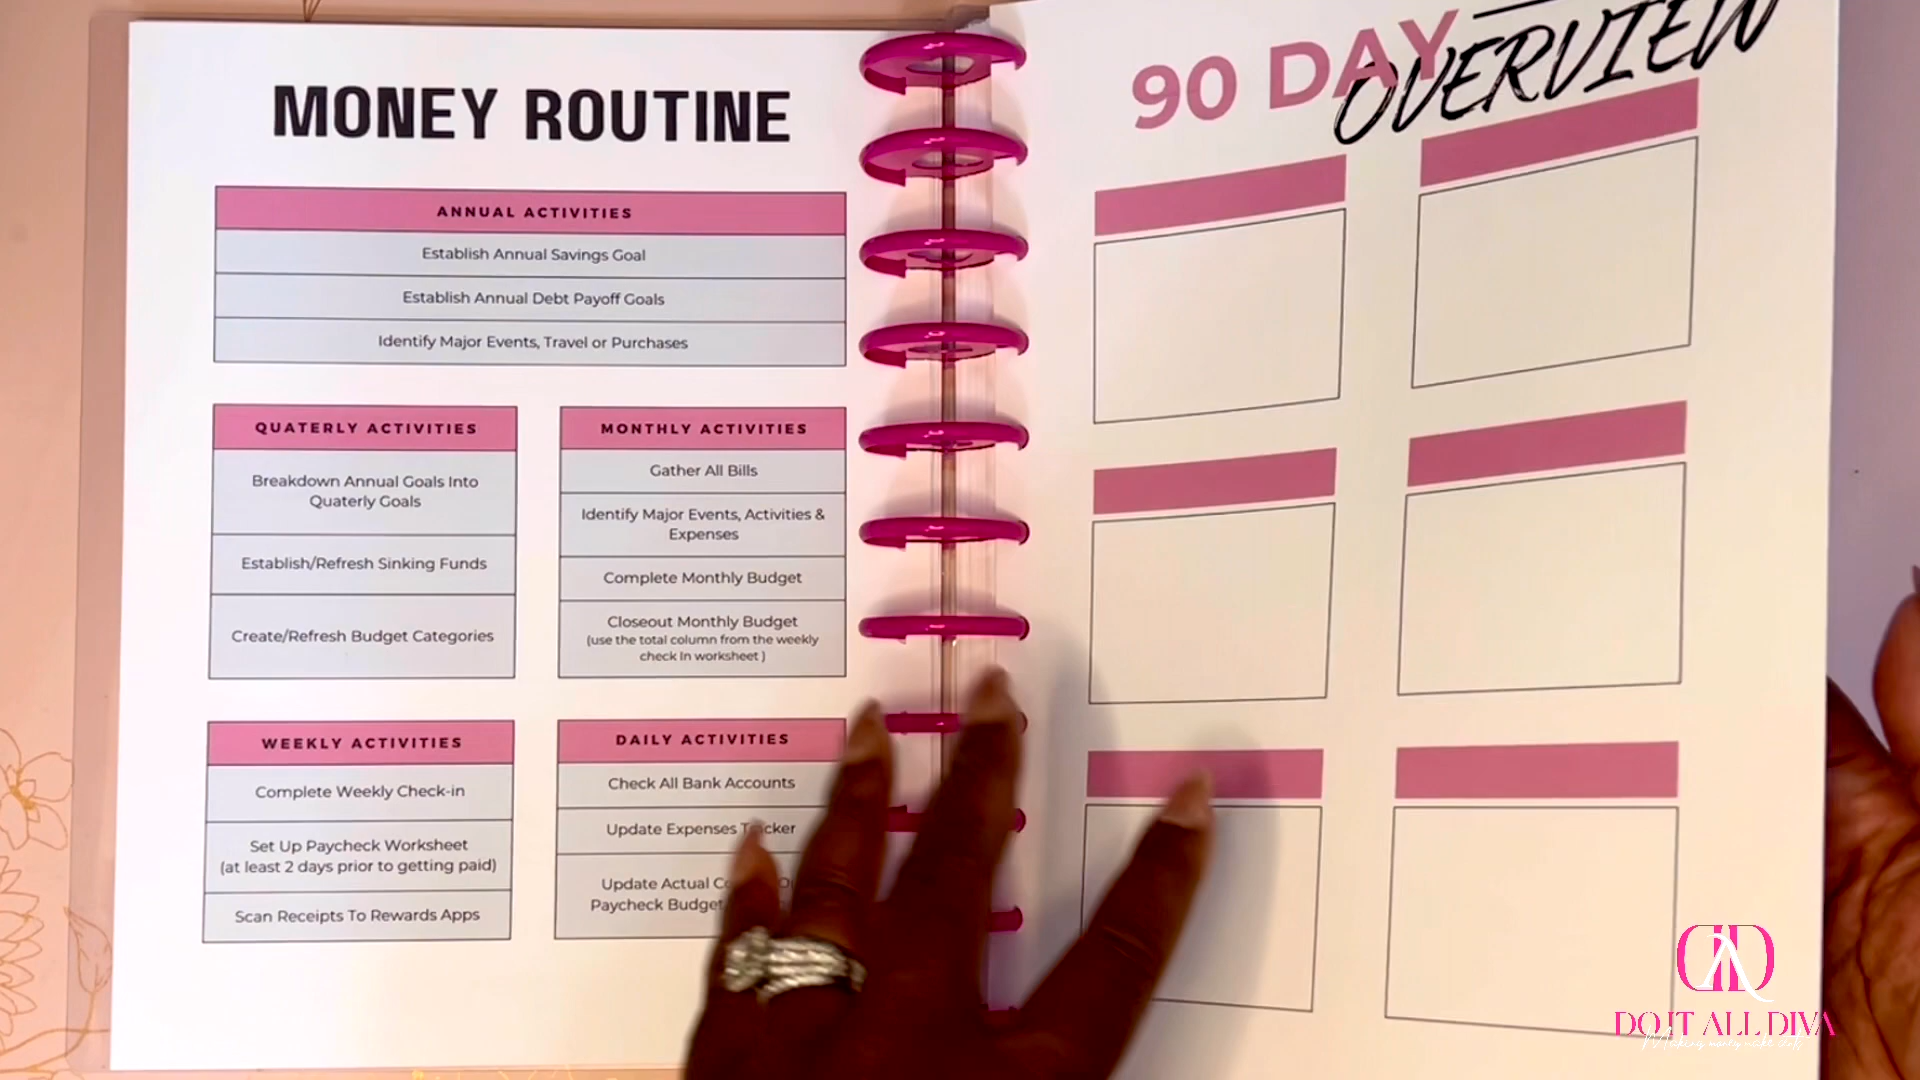 MONEY ROUTINE
ANNUAL ACTIVITIES
Establish Annual Savings Goal
Establish Annual Debt Payoff Goals
Identify Major Events, Travel or Purchases
QUATERLY ACTIVITIES
Breakdown Annual Goals Into
Quaterly Goals
Establish/Refresh Sinking Funds
Create/Refresh Budget Categories
MONTHLY ACTIVITIES
Gather All Bills
Identify Major Events, Activities &
Expenses
Complete Monthly Budget
Closeout Monthly Budget
(use the total column from the weekly
check In worksheet )
WEEKLY ACTIVITIES
Complete Weekly Check-in
Set Up Paycheck Worksheet
(at least 2 days prior to getting paid)
Scan Receipts To Rewards Apps
DAILY ACTIVITIES
Check All Bank Accounts
Update Expenses
Update Actual
Paycheck Budget
90 DAY
OVERVIEW
DO IT ALL DIVA